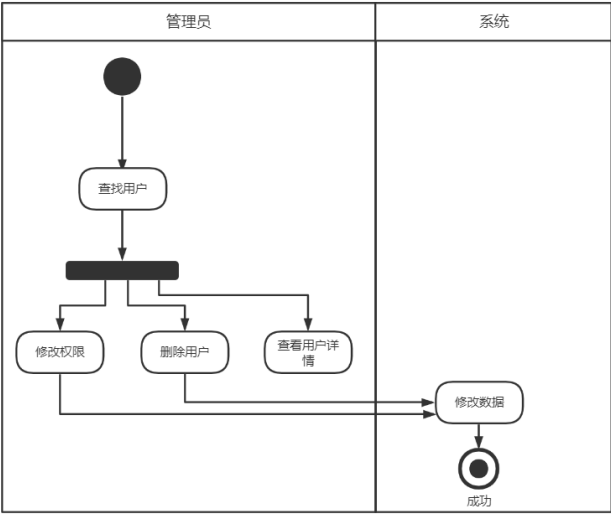 管理员
系统
查找用户
修改权限
删除用户
查看用户详
情
修改数据
成功